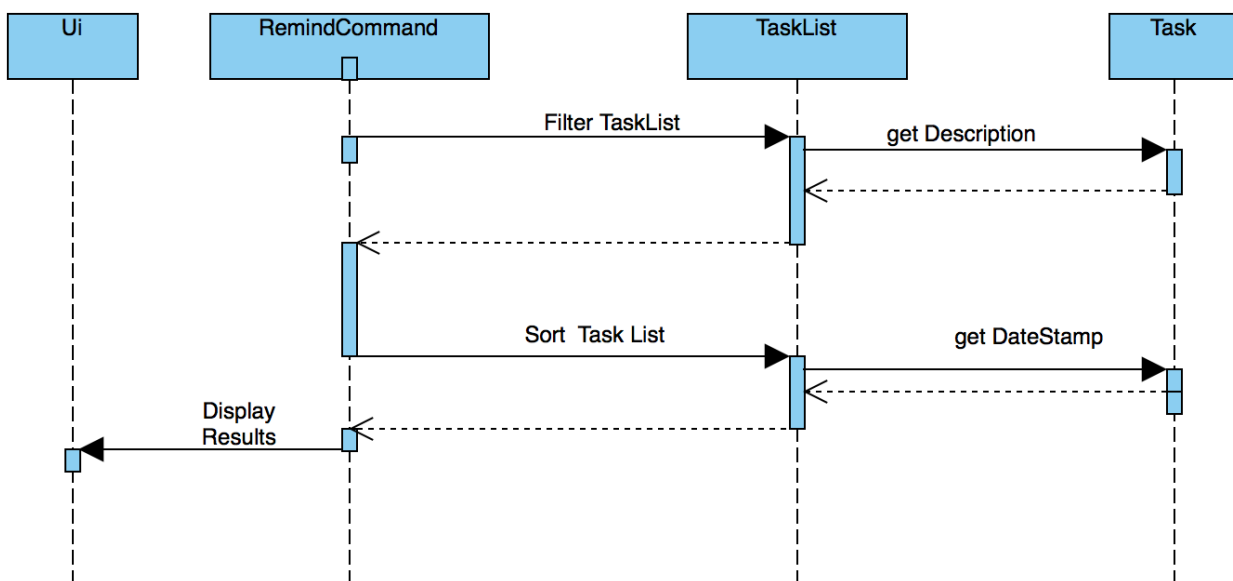 Ui
RemindCommand
TaskList
Task
Filter TaskList
get Description
Sort  Task List
get DateStamp
Display
Results